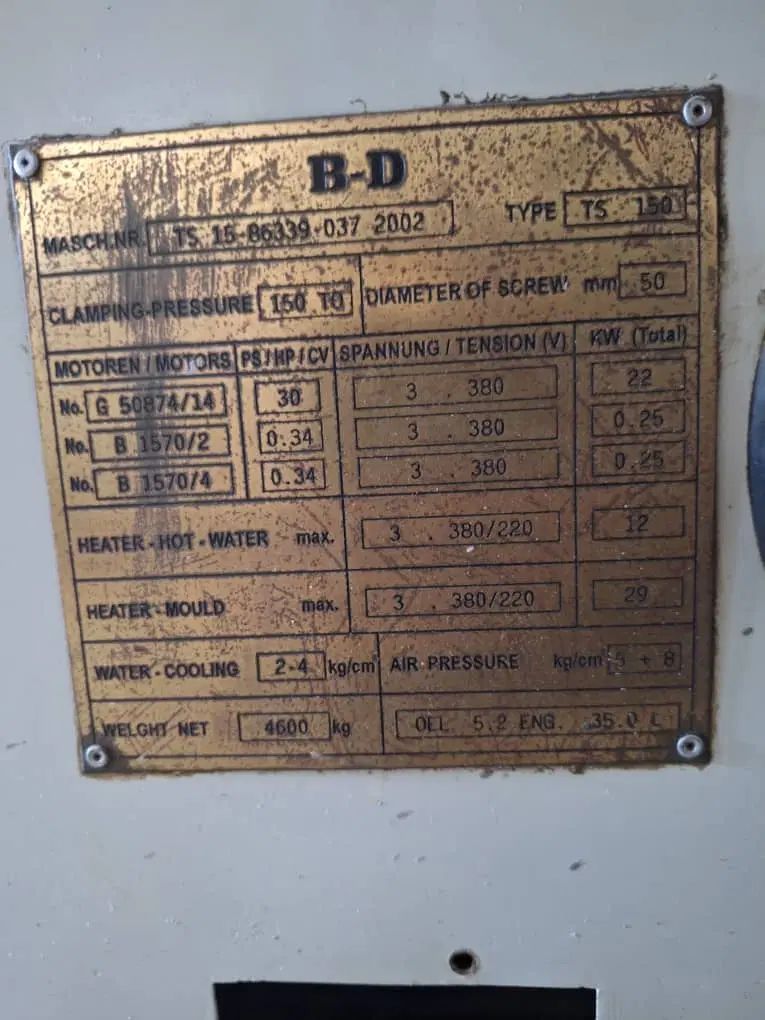 B-D
MASCH.NR. TS 15-86339-037 2002 TYPE TS 150
CLAMPING-PRESSURE 150 TO DIAMETER OF SCREW mm 50
MOTOREN / MOTORS PS / HP / CV SPANNUNG / TENSION (V) KW (Total)
No. G 50874/14 30 3 . 380 22
No. B 1570/2 0.34 3 . 380 0.25
No. B 1570/4 0.34 3 . 380 0.25
HEATER - HOT - WATER max. 3 . 380/220 12
HEATER - MOULD max. 3 . 380/220 29
WATER - COOLING 2-4 kg/cm² AIR PRESSURE kg/cm² 5 + 8
WELGHT NET 4600 kg OEL 5.2 ENG. 35.0 L